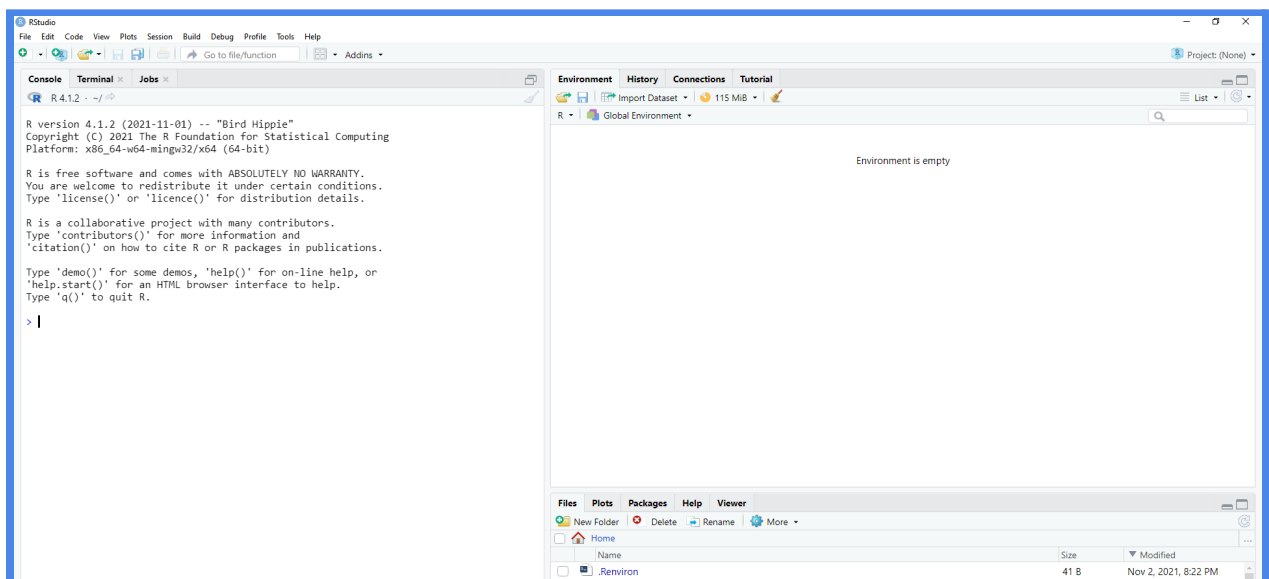 RStudio
File Edit Code View Plots Session Build Debug Profile Tools Help
Go to file/function Addins Project: (None)
Console Terminal Jobs
R 4.1.2 · ~/
R version 4.1.2 (2021-11-01) -- "Bird Hippie"
Copyright (C) 2021 The R Foundation for Statistical Computing
Platform: x86_64-w64-mingw32/x64 (64-bit)
R is free software and comes with ABSOLUTELY NO WARRANTY.
You are welcome to redistribute it under certain conditions.
Type 'license()' or 'licence()' for distribution details.
R is a collaborative project with many contributors.
Type 'contributors()' for more information and
'citation()' on how to cite R or R packages in publications.
Type 'demo()' for some demos, 'help()' for on-line help, or
'help.start()' for an HTML browser interface to help.
Type 'q()' to quit R.
>
Environment History Connections Tutorial
Import Dataset 115 MiB List
R Global Environment
Environment is empty
Files Plots Packages Help Viewer
New Folder Delete Rename More
Home ...
Name Size Modified
.Renviron 41 B Nov 2, 2021, 8:22 PM